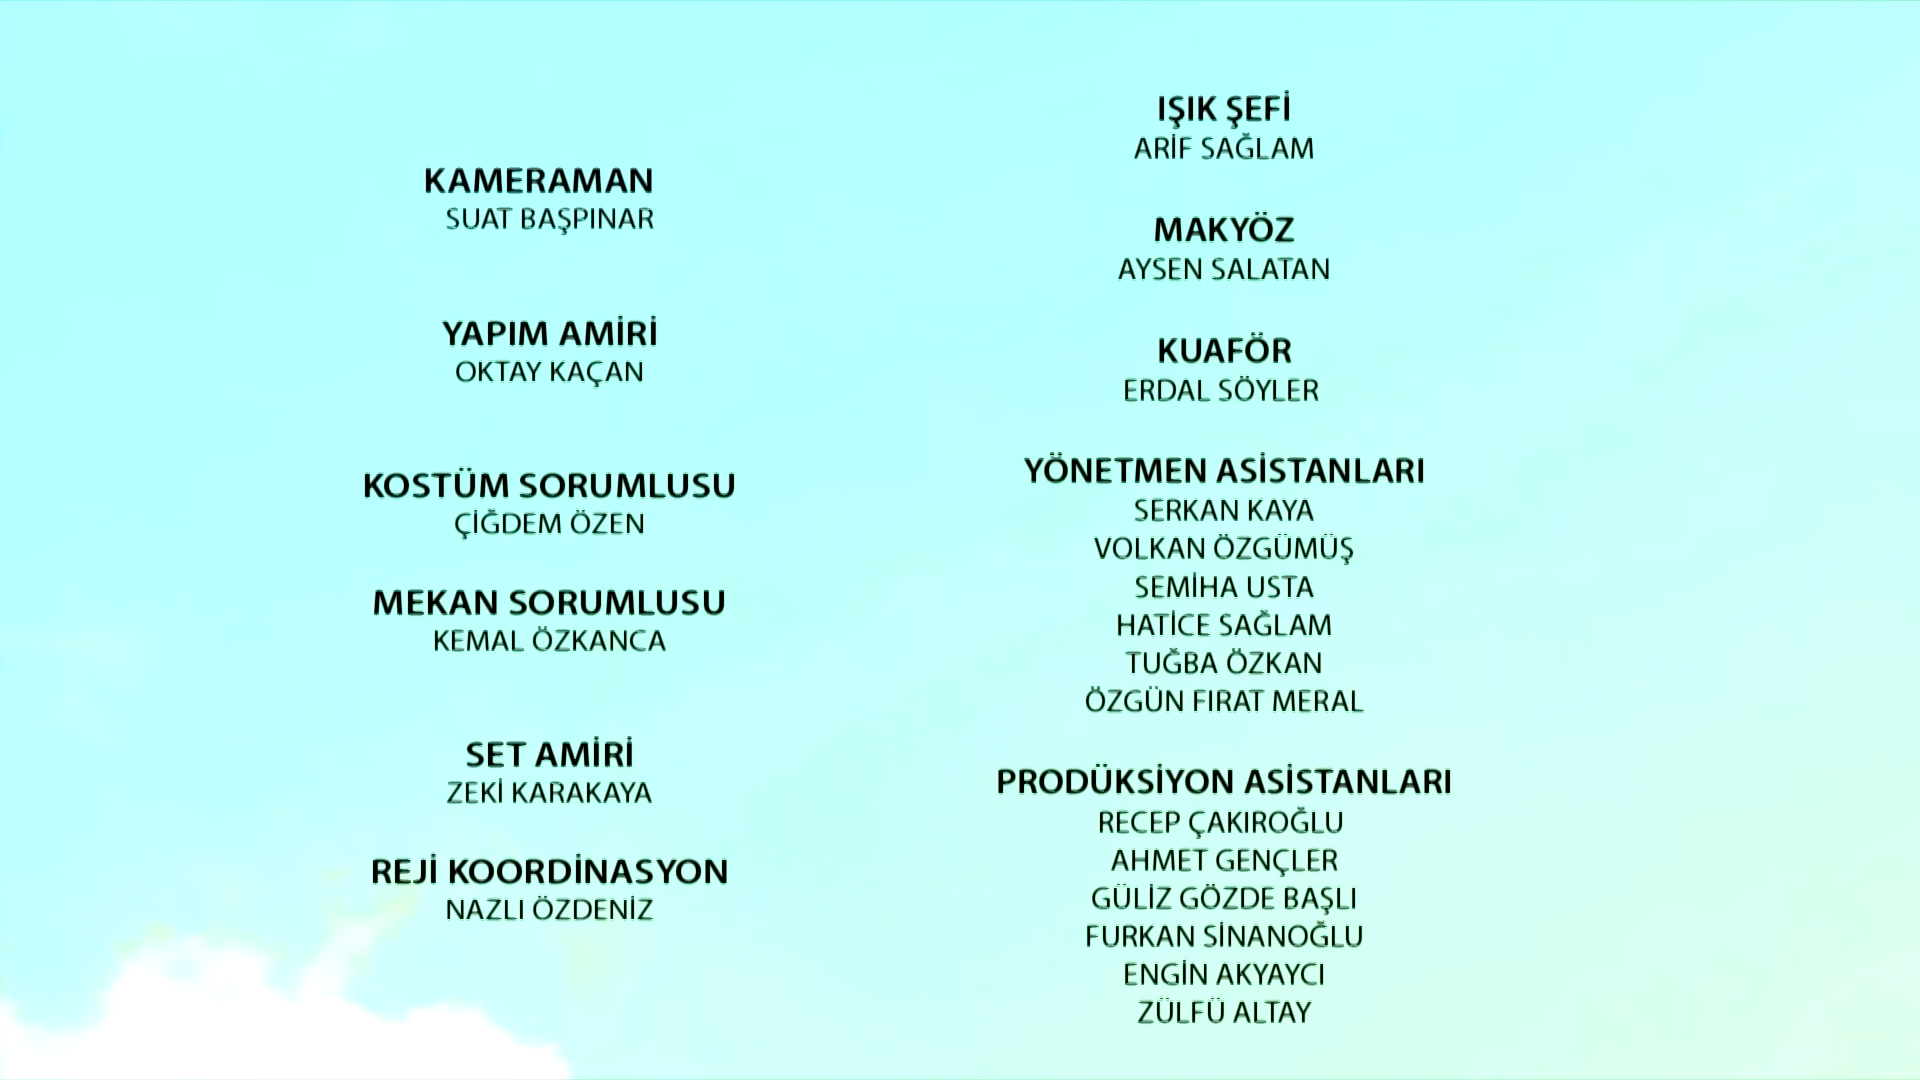 KAMERAMAN
SUAT BAŞPINAR
YAPIM AMİRİ
OKTAY KAÇAN
KOSTÜM SORUMLUSU
ÇİĞDEM ÖZEN
MEKAN SORUMLUSU
KEMAL ÖZKANCA
SET AMİRİ
ZEKİ KARAKAYA
REJİ KOORDİNASYON
NAZLI ÖZDENİZ
IŞIK ŞEFİ
ARİF SAĞLAM
MAKYÖZ
AYSEN SALATAN
KUAFÖR
ERDAL SÖYLER
YÖNETMEN ASİSTANLARI
SERKAN KAYA
VOLKAN ÖZGÜMÜŞ
SEMİHA USTA
HATİCE SAĞLAM
TUĞBA ÖZKAN
ÖZGÜN FIRAT MERAL
PRODÜKSİYON ASİSTANLARI
RECEP ÇAKIROĞLU
AHMET GENÇLER
GÜLİZ GÖZDE BAŞLI
FURKAN SİNANOĞLU
ENGİN AKYAYCI
ZÜLFÜ ALTAY